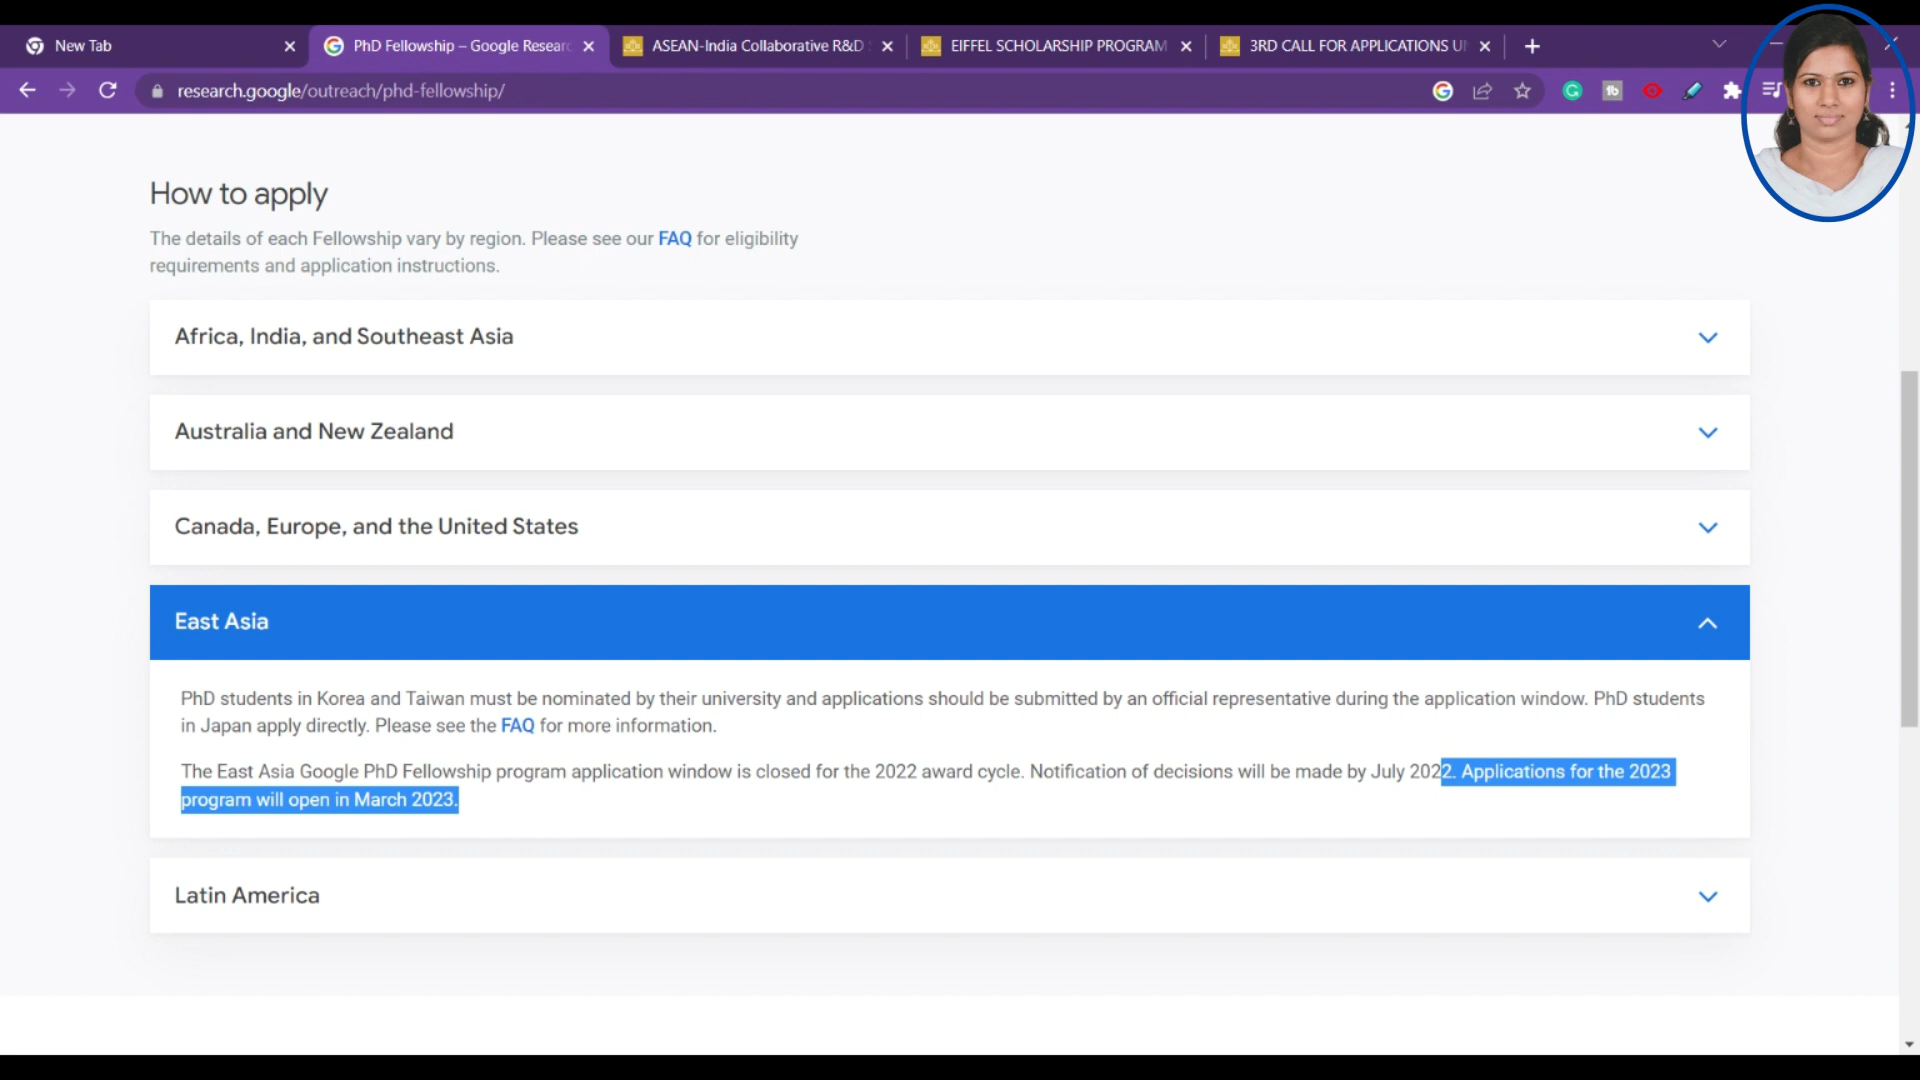 New Tab
PhD Fellowship – Google Researc
ASEAN-India Collaborative R&D
EIFFEL SCHOLARSHIP PROGRAM
3RD CALL FOR APPLICATIONS U
research.google/outreach/phd-fellowship/
How to apply
The details of each Fellowship vary by region. Please see our FAQ for eligibility
requirements and application instructions.
Africa, India, and Southeast Asia
Australia and New Zealand
Canada, Europe, and the United States
East Asia
PhD students in Korea and Taiwan must be nominated by their university and applications should be submitted by an official representative during the application window. PhD students
in Japan apply directly. Please see the FAQ for more information.
The East Asia Google PhD Fellowship program application window is closed for the 2022 award cycle. Notification of decisions will be made by July 2022. Applications for the 2023
program will open in March 2023.
Latin America